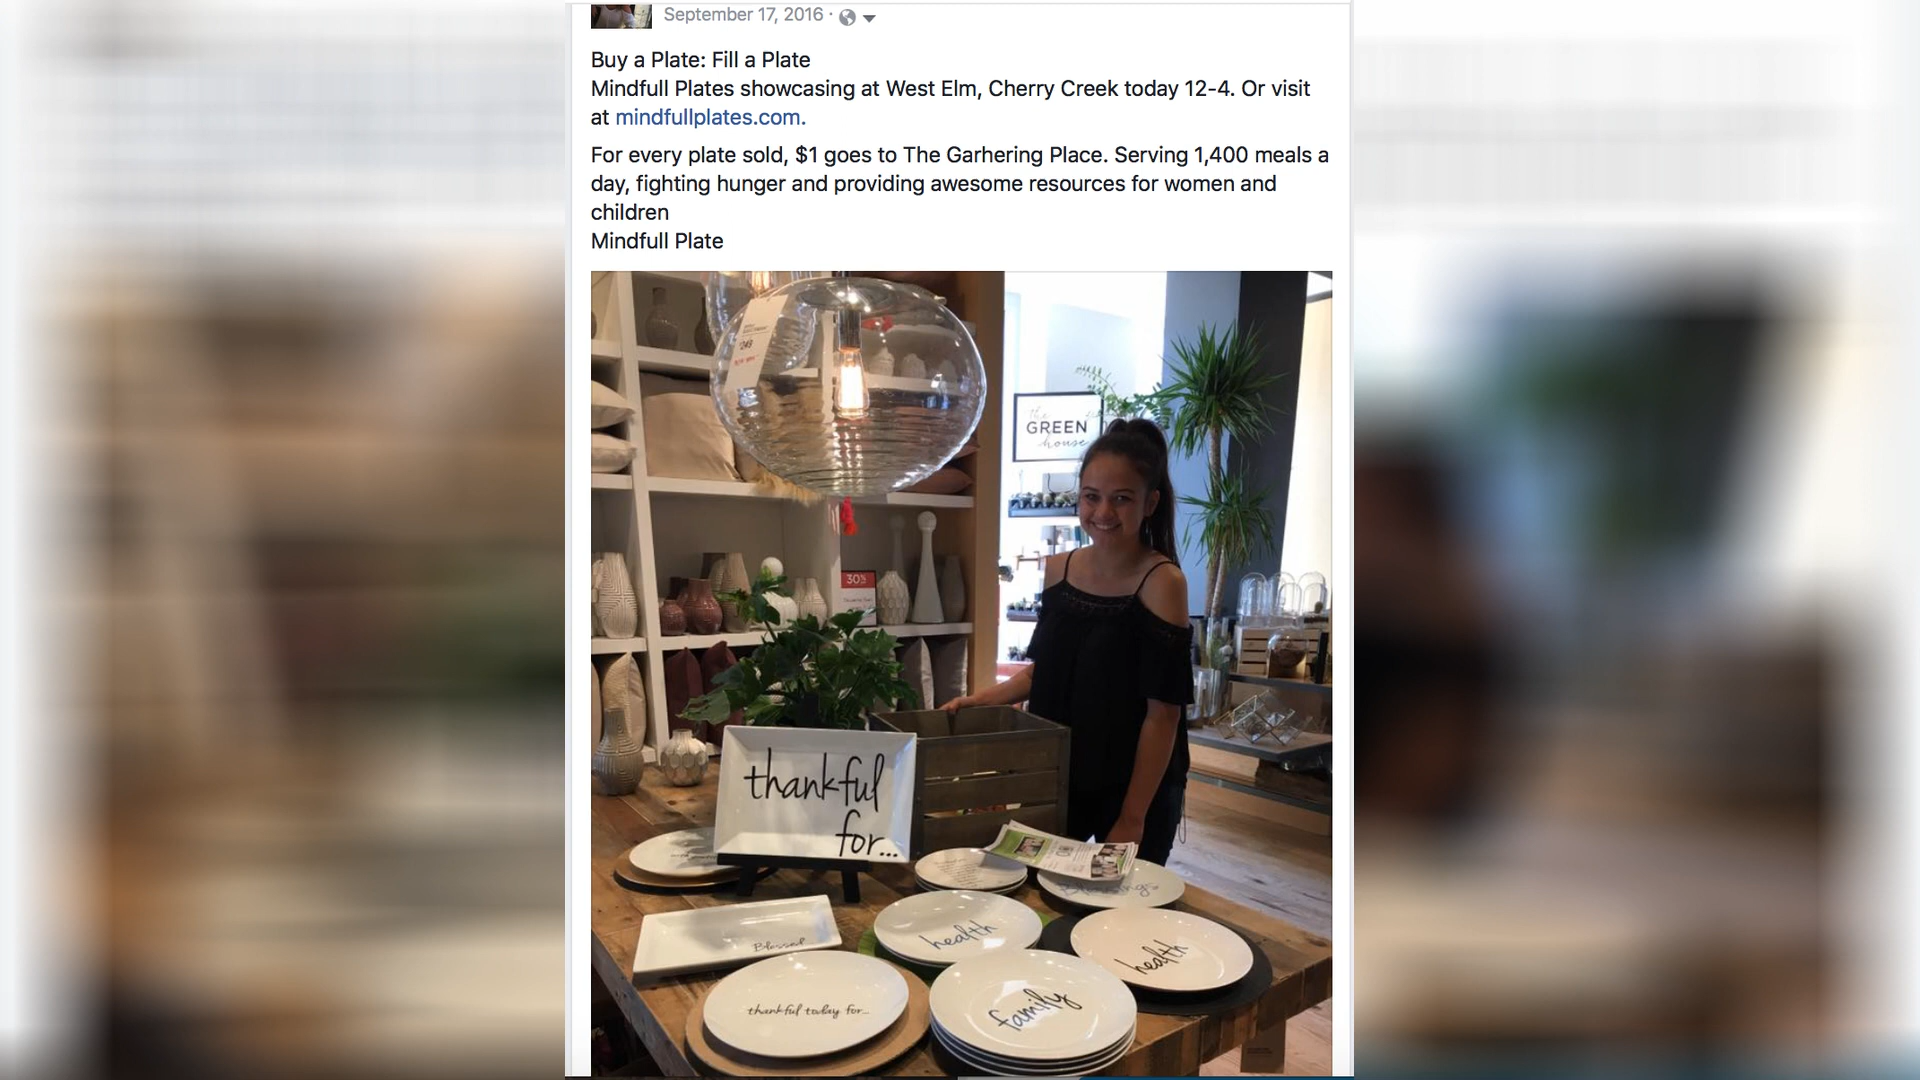 September 17, 2016 ·
Buy a Plate: Fill a Plate
Mindfull Plates showcasing at West Elm, Cherry Creek today 12-4. Or visit
at mindfullplates.com.
For every plate sold, $1 goes to The Garhering Place. Serving 1,400 meals a
day, fighting hunger and providing awesome resources for women and
children
Mindfull Plate
the
GREEN
house
30%
thankful
for...
Blessings
Blessed
health
health
thankful today for...
family